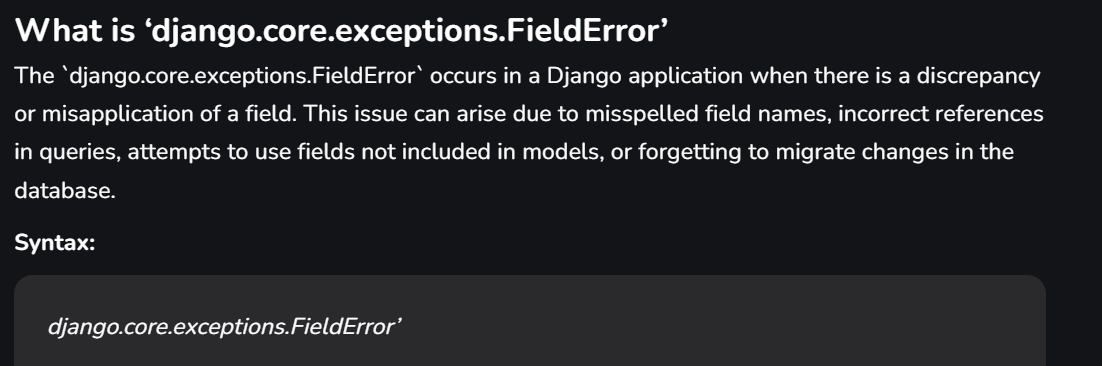 What is ‘django.core.exceptions.FieldError’
The `django.core.exceptions.FieldError` occurs in a Django application when there is a discrepancy
or misapplication of a field. This issue can arise due to misspelled field names, incorrect references
in queries, attempts to use fields not included in models, or forgetting to migrate changes in the
database.
Syntax:
django.core.exceptions.FieldError’